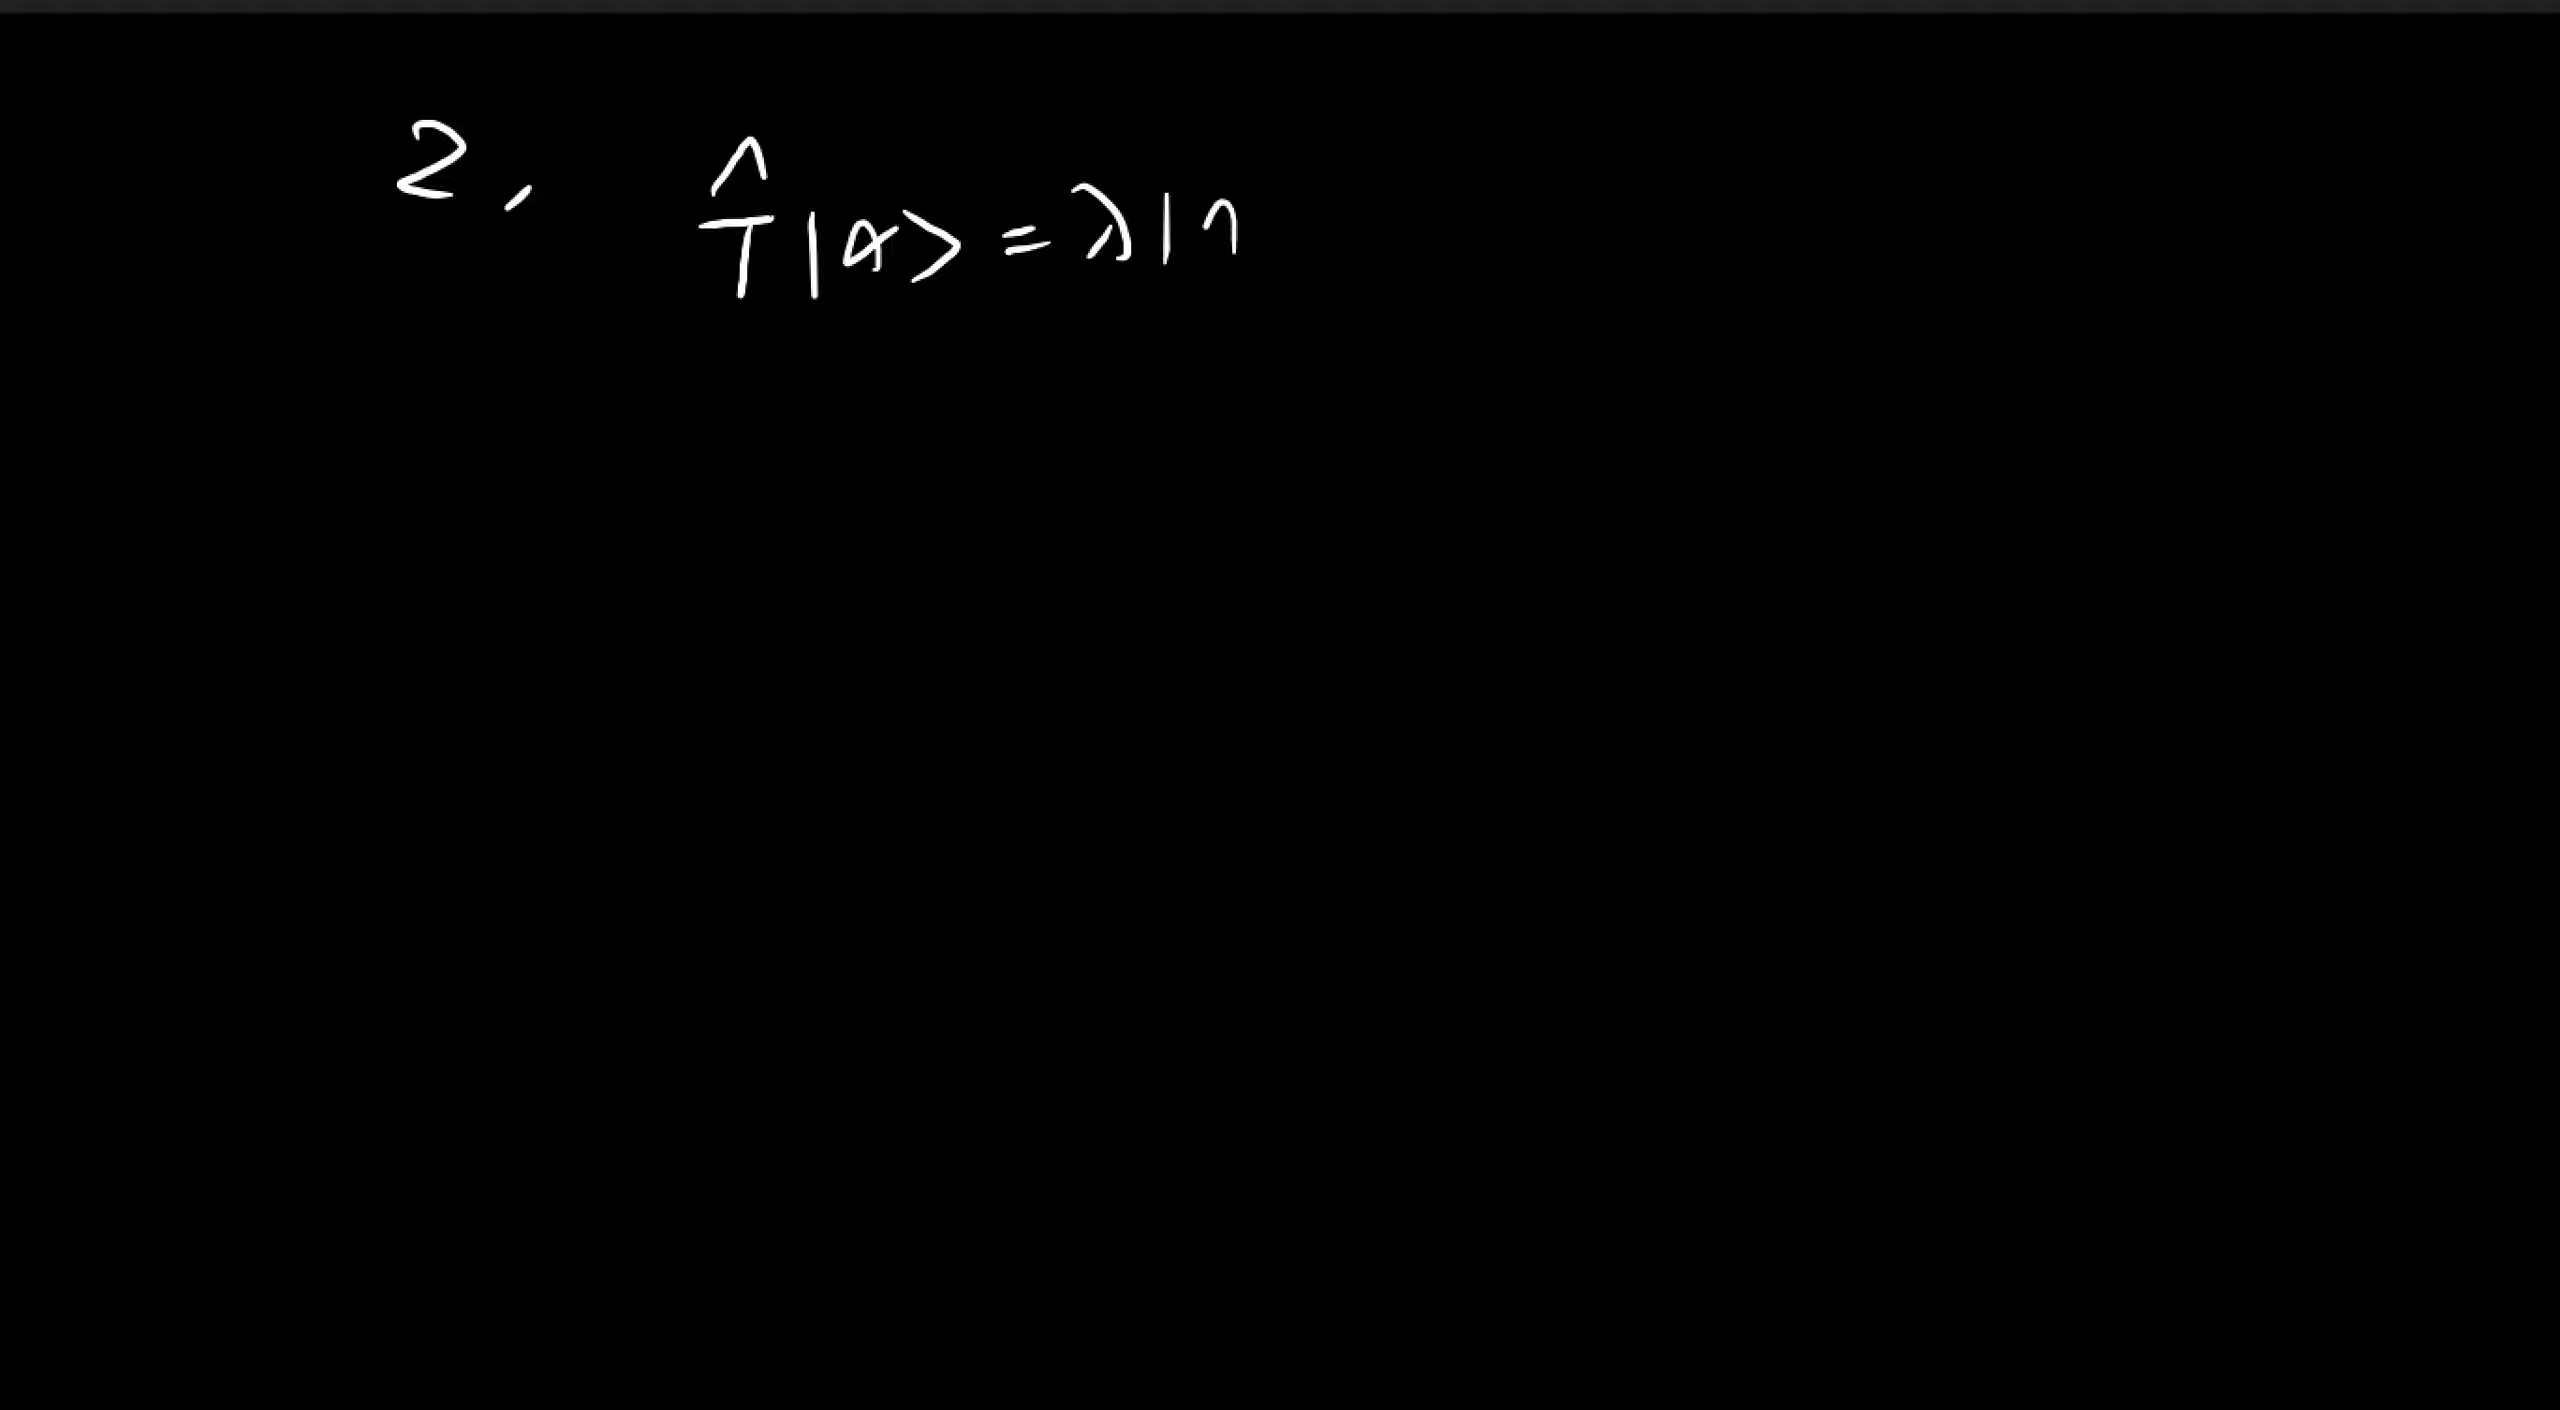 2, T̂|α> = λ|n